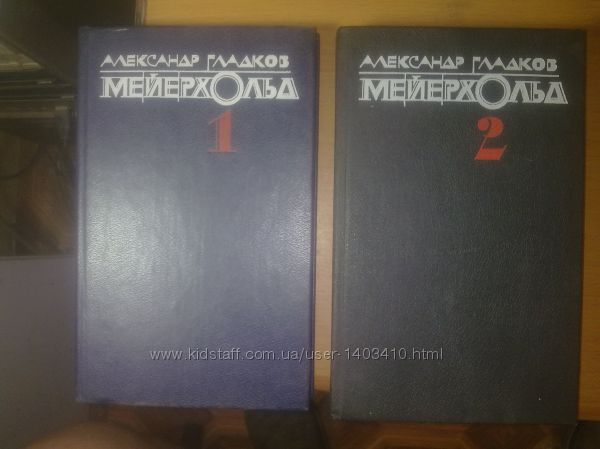 АЛЕКСАНДР ГЛАДКОВ
МЕЙЕРХОЛЬД
1
АЛЕКСАНДР ГЛАДКОВ
МЕЙЕРХОЛЬД
2
www.kidstaff.com.ua/user-1403410.html